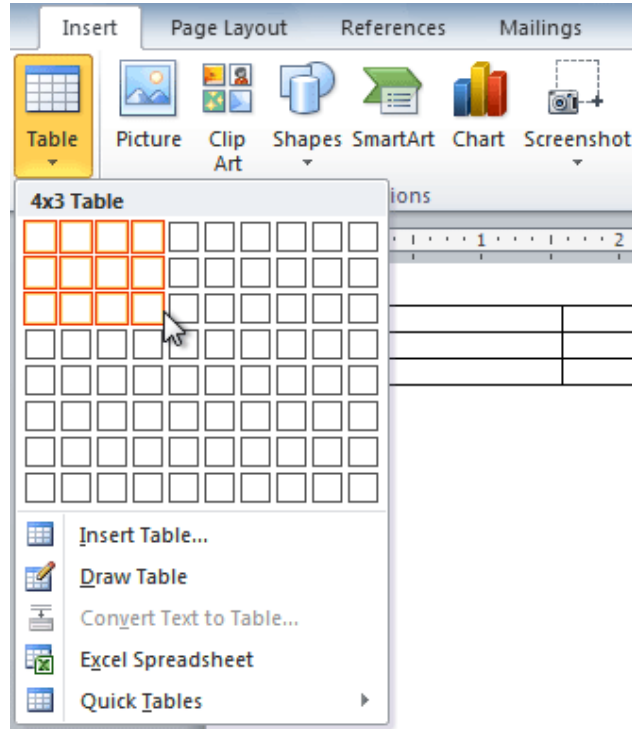 Insert Page Layout References Mailings
Table Picture Clip Art Shapes SmartArt Chart Screenshot
4x3 Table
ions
1 2
Insert Table...
Draw Table
Convert Text to Table...
Excel Spreadsheet
Quick Tables